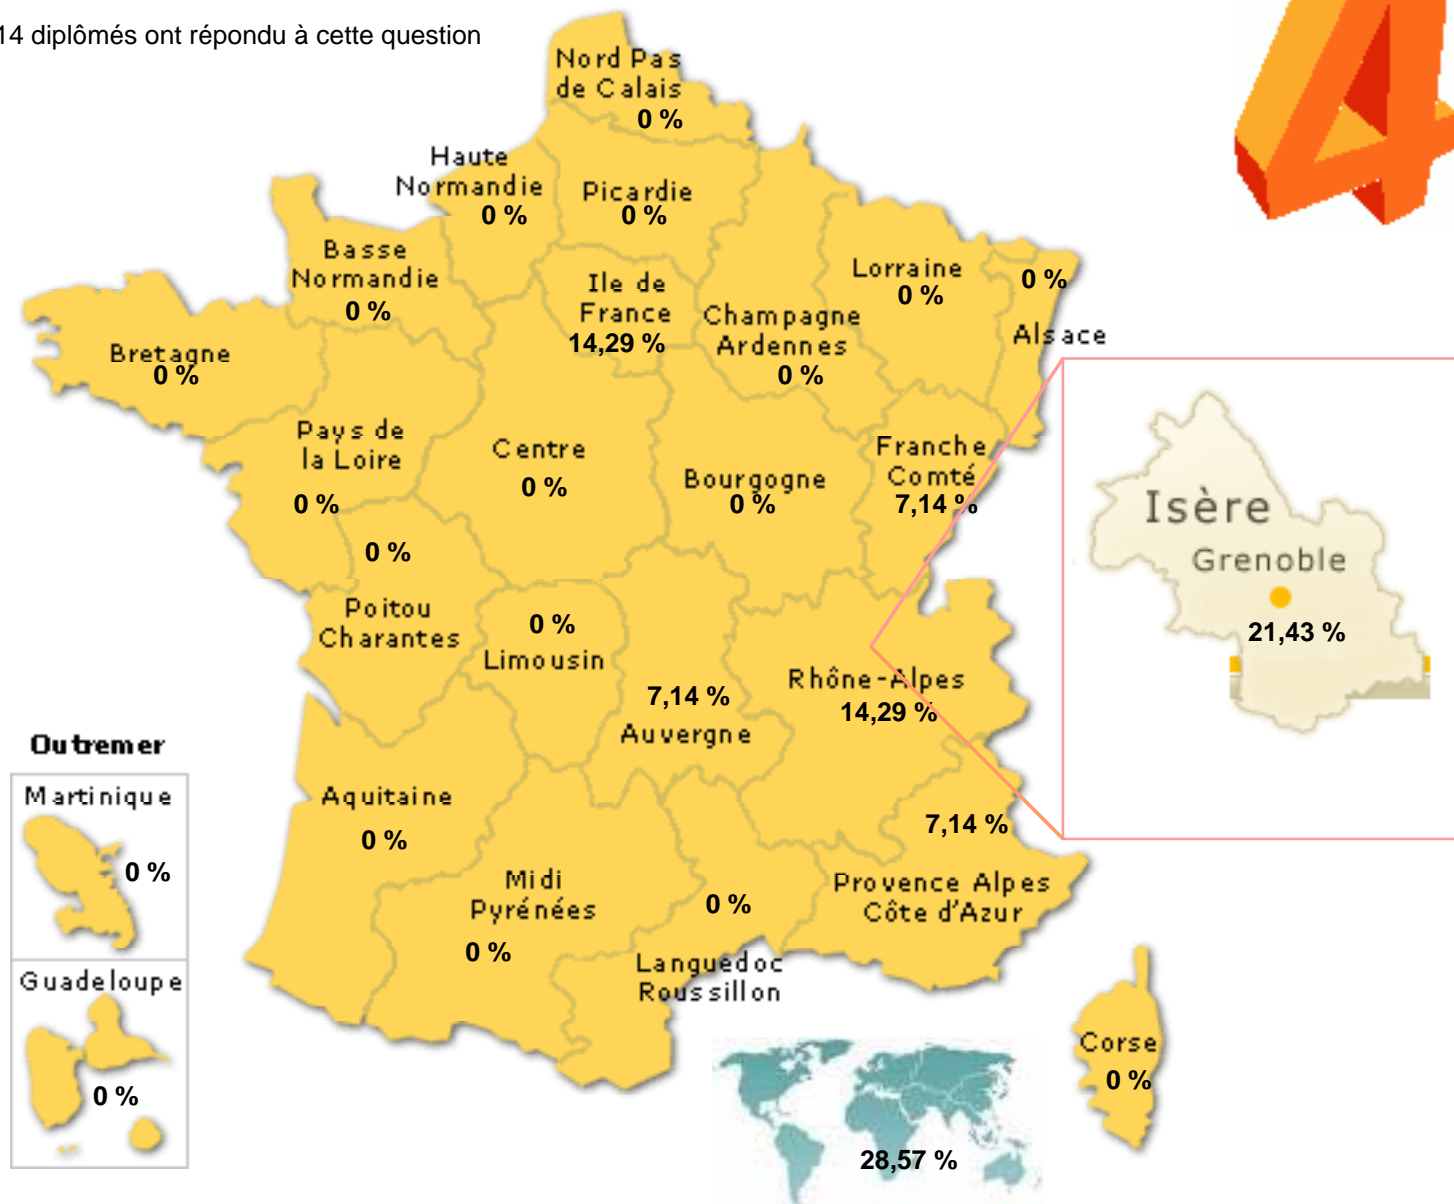 14 diplômés ont répondu à cette question
4
Nord Pas
de Calais
0 %
Haute
Normandie
0 %
Picardie
0 %
Basse
Normandie
0 %
Ile de
France
14,29 %
Champagne
Ardennes
0 %
Lorraine
0 %
0 %
Alsace
Bretagne
0 %
Pays de
la Loire
0 %
Centre
0 %
Bourgogne
0 %
Franche
Comté
7,14 %
Isère
Grenoble
21,43 %
0 %
Poitou
Charantes
0 %
Limousin
7,14 %
Auvergne
Rhône-Alpes
14,29 %
Outremer
Martinique
0 %
Guadeloupe
0 %
Aquitaine
0 %
Midi
Pyrénées
0 %
0 %
Languedoc
Roussillon
7,14 %
Provence Alpes
Côte d'Azur
Corse
0 %
28,57 %